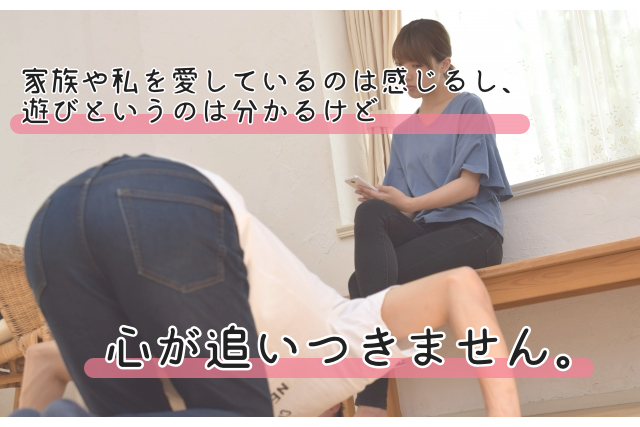 家族や私を愛しているのは感じるし、
遊びというのは分かるけど
心が追いつきません。